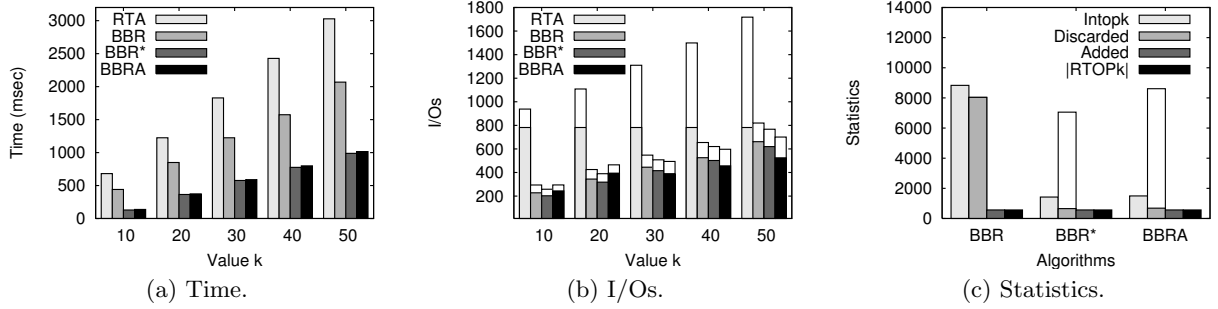 Time (msec)
3000
2500
2000
1500
1000
500
0
RTA
BBR
BBR*
BBRA
10 20 30 40 50
Value k
(a) Time.
I/Os
1800
1600
1400
1200
1000
800
600
400
200
RTA
BBR
BBR*
BBRA
10 20 30 40 50
Value k
(b) I/Os.
Statistics
14000
12000
10000
8000
6000
4000
2000
0
Intopk
Discarded
Added
|RTOPk|
BBR BBR* BBRA
Algorithms
(c) Statistics.